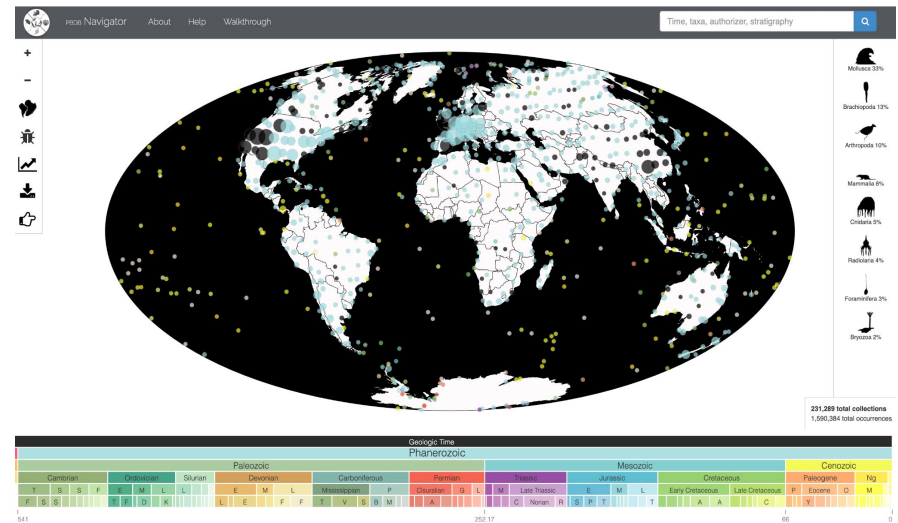 PBDB Navigator About Help Walkthrough Time, taxa, authorizer, stratigraphy
+
−
Mollusca 33%
Brachiopoda 13%
Arthropoda 10%
Mammalia 6%
Cnidaria 5%
Radiolaria 4%
Foraminifera 3%
Bryozoa 2%
231,289 total collections
1,590,384 total occurrences
Geologic Time
Phanerozoic
Paleozoic Mesozoic Cenozoic
Cambrian Ordovician Silurian Devonian Carboniferous Permian Triassic Jurassic Cretaceous Paleogene Ng
T S S F E M L L E M L Mississippian P Cisuralian G L M Late Triassic E M L Early Cretaceous Late Cretaceous P Eocene O M
F S S T F D K L E F F T V S B M A C Norian R S P T T A A C Y
541 252.17 66 0